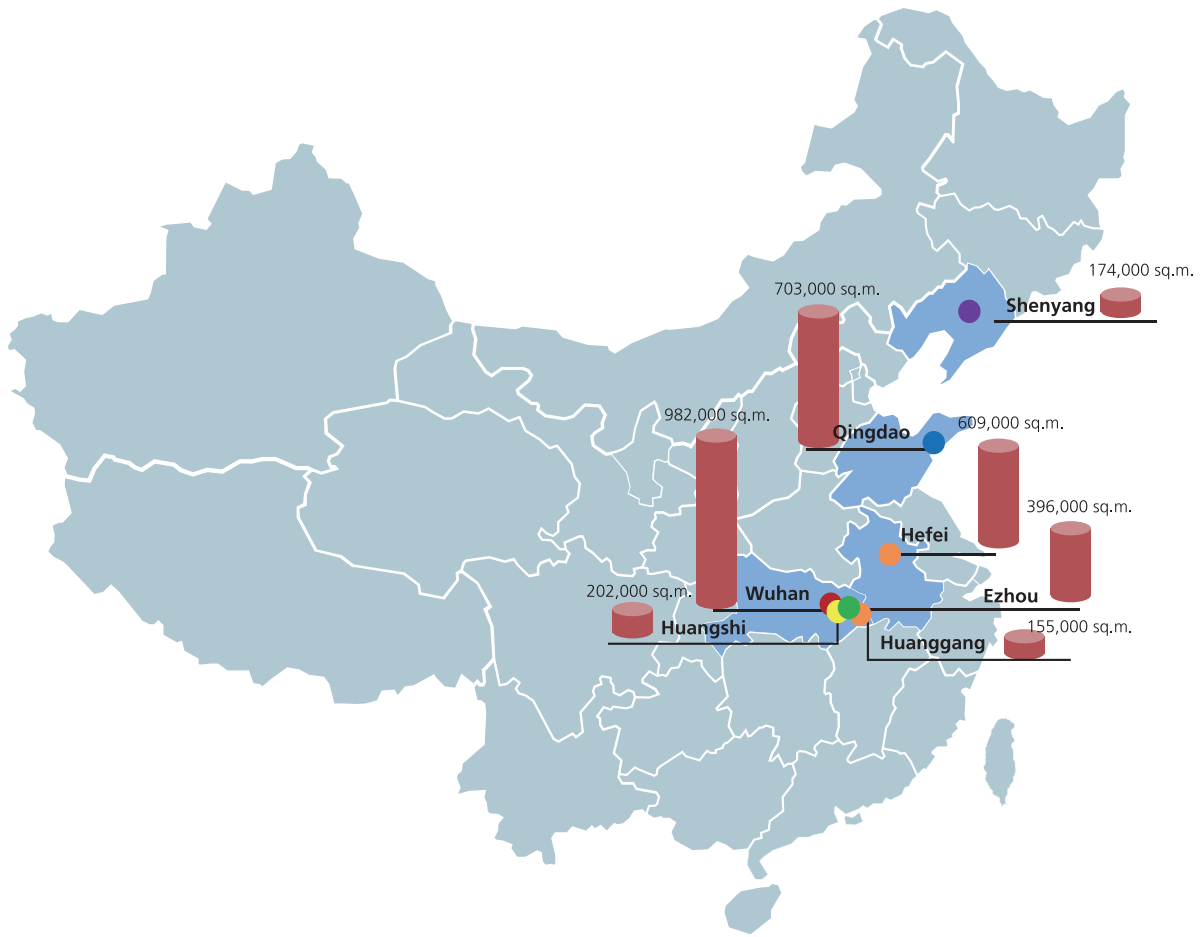 174,000 sq.m.
703,000 sq.m.
Shenyang
982,000 sq.m.
Qingdao
609,000 sq.m.
396,000 sq.m.
Hefei
202,000 sq.m.
Wuhan
Ezhou
Huangshi
155,000 sq.m.
Huanggang